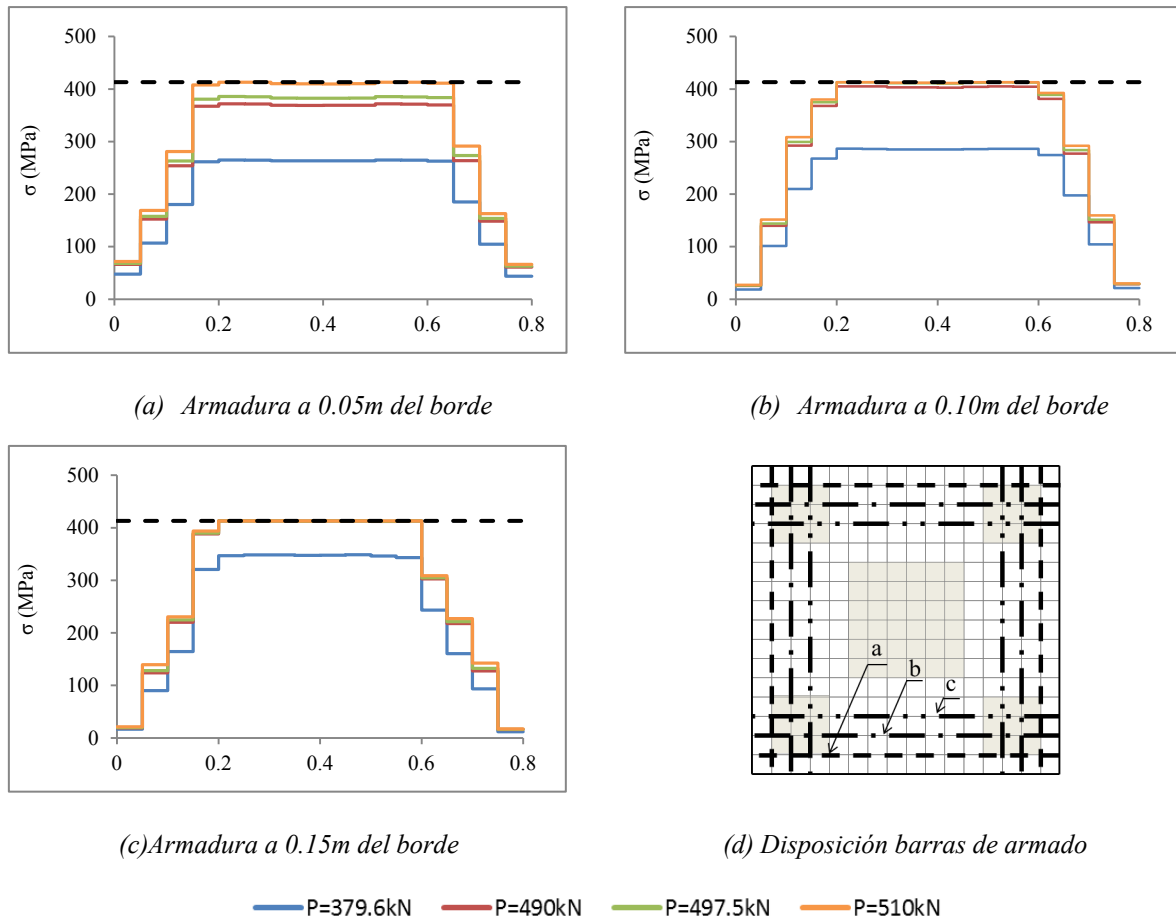 500
400
300
200
100
0
σ (MPa)
0 0.2 0.4 0.6 0.8
(a) Armadura a 0.05m del borde
500
400
300
200
100
0
σ (MPa)
0 0.2 0.4 0.6 0.8
(b) Armadura a 0.10m del borde
500
400
300
200
100
0
σ (MPa)
0 0.2 0.4 0.6 0.8
(c)Armadura a 0.15m del borde
a
b
c
(d) Disposición barras de armado
P=379.6kN P=490kN P=497.5kN P=510kN